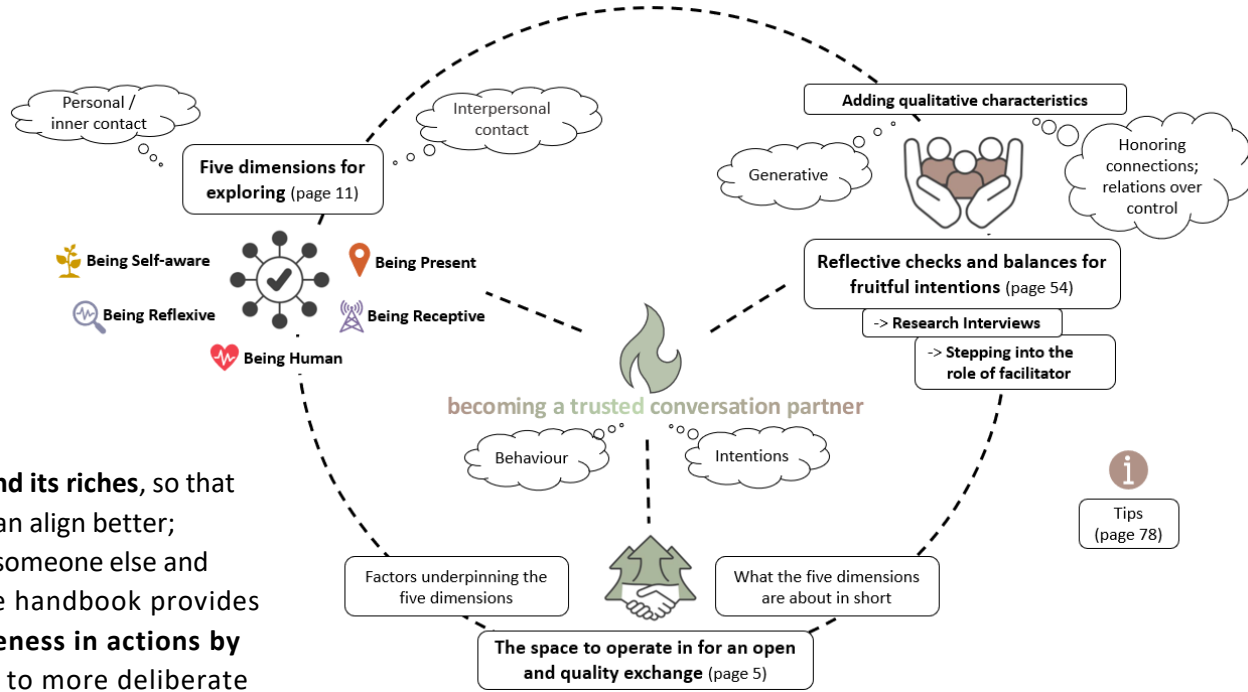 Personal /
inner contact
Interpersonal
contact
Five dimensions for
exploring (page 11)
Being Self-aware
Being Present
Being Reflexive
Being Receptive
Being Human
Adding qualitative characteristics
Generative
Honoring
connections;
relations over
control
Reflective checks and balances for
fruitful intentions (page 54)
-> Research Interviews
-> Stepping into the
role of facilitator
becoming a trusted conversation partner
Behaviour
Intentions
nd its riches, so that
an align better;
someone else and
e handbook provides
eness in actions by
to more deliberate
Factors underpinning the
five dimensions
What the five dimensions
are about in short
The space to operate in for an open
and quality exchange (page 5)
i
Tips
(page 78)